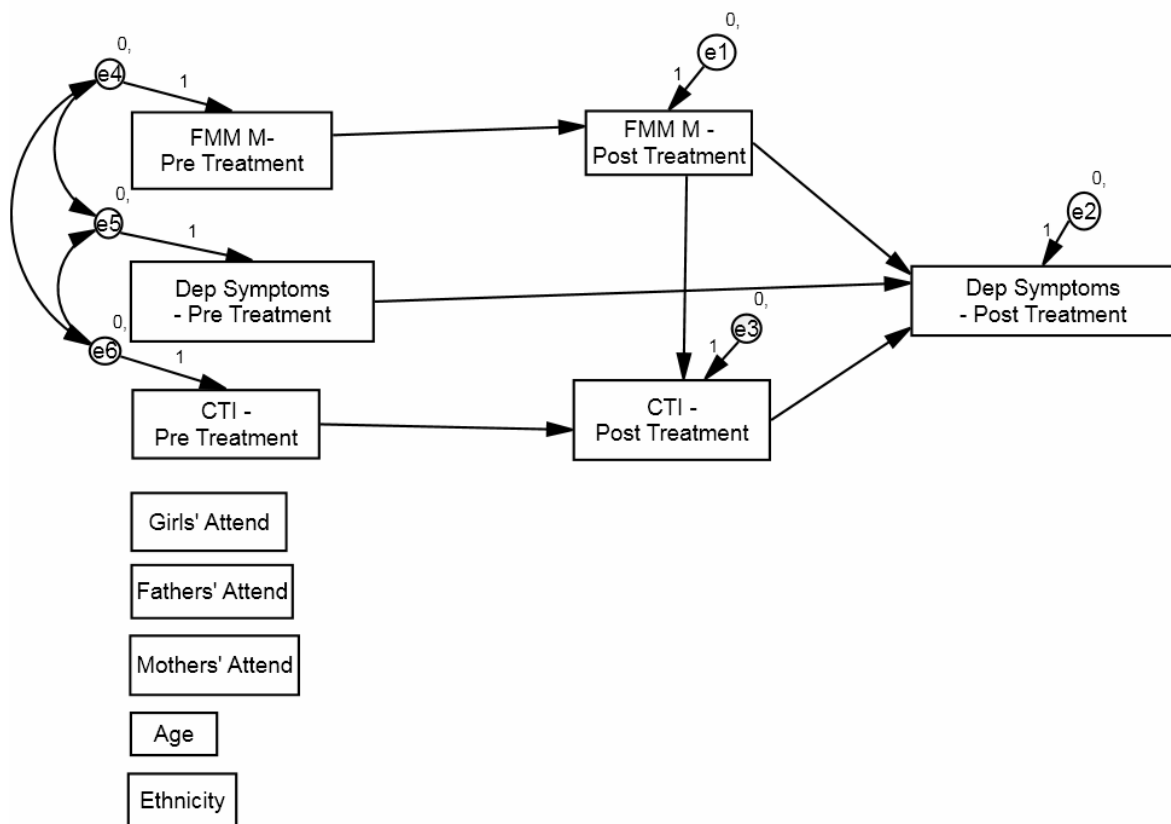 0,
e4
1
FMM M-
Pre Treatment
0,
e1
1
FMM M -
Post Treatment
0,
e5
1
Dep Symptoms
- Pre Treatment
0,
e2
1
Dep Symptoms
- Post Treatment
0,
e6
1
CTI -
Pre Treatment
0,
e3
1
CTI -
Post Treatment
Girls' Attend
Fathers' Attend
Mothers' Attend
Age
Ethnicity